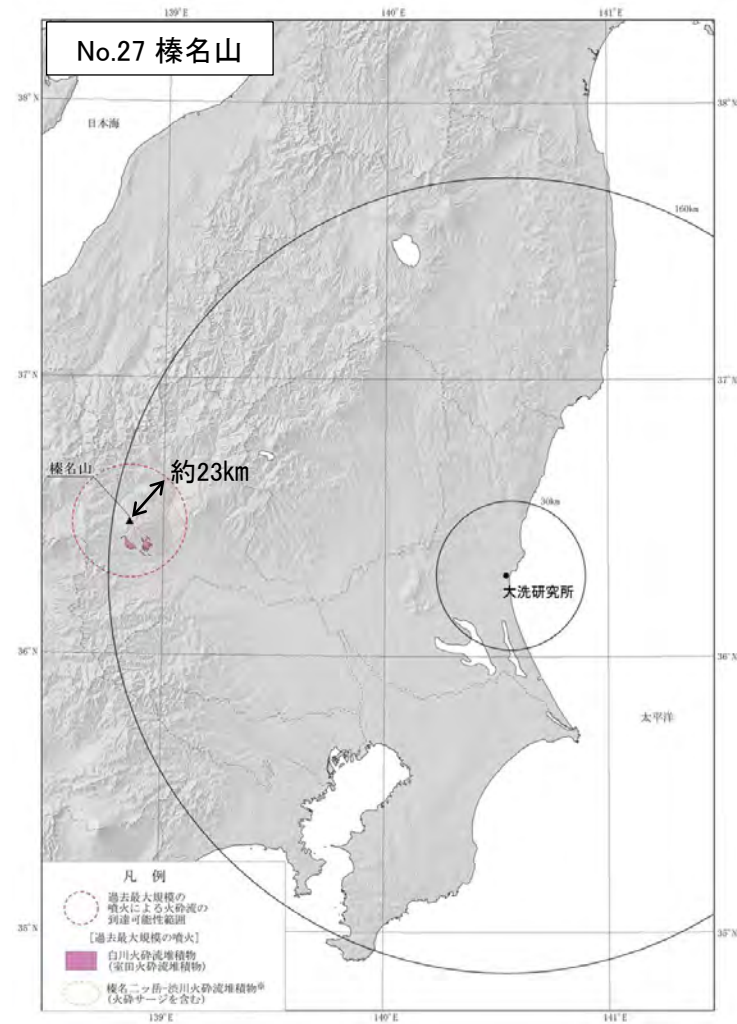 139°E
140°E
141°E
No.27 榛名山
38°N
38°N
日本海
160km
37°N
37°N
榛名山
約23km
30km
大洗研究所
36°N
36°N
太平洋
凡 例
過去最大規模の
噴火による火砕流の
到達可能性範囲
[過去最大規模の噴火]
白川火砕流堆積物
(室田火砕流堆積物)
榛名二ッ岳-渋川火砕流堆積物※
(火砕サージを含む)
35°N
35°N
139°E
140°E
141°E